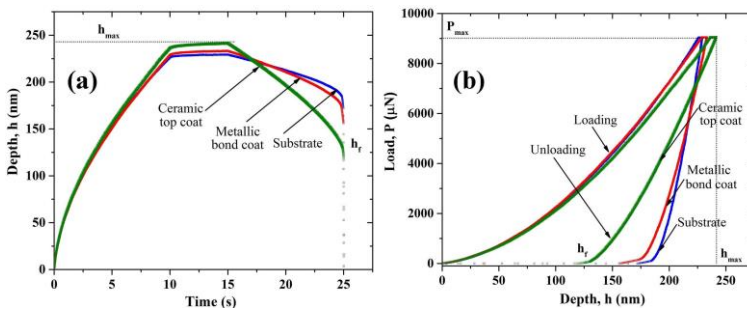 h_max
(a)
Ceramic
top coat
Metallic
bond coat
Substrate
h_f
Depth, h (nm)
0
50
100
150
200
250
0
5
10
15
20
25
Time (s)
P_max
(b)
Loading
Unloading
Ceramic
top coat
Metallic
bond coat
Substrate
h_f
h_max
Load, P (μN)
0
2000
4000
6000
8000
10000
0
50
100
150
200
250
300
Depth, h (nm)